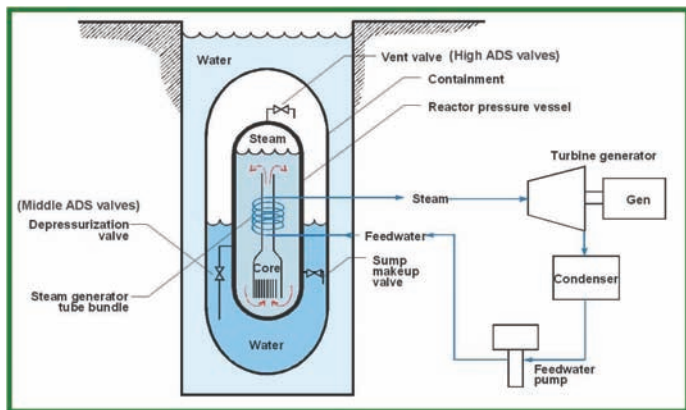 Water
Vent valve (High ADS valves)
Containment
Reactor pressure vessel
Steam
Turbine generator
Gen
(Middle ADS valves)
Depressurization
valve
Steam
Feedwater
Core
Sump
makeup
valve
Condenser
Steam generator
tube bundle
Water
Feedwater
pump